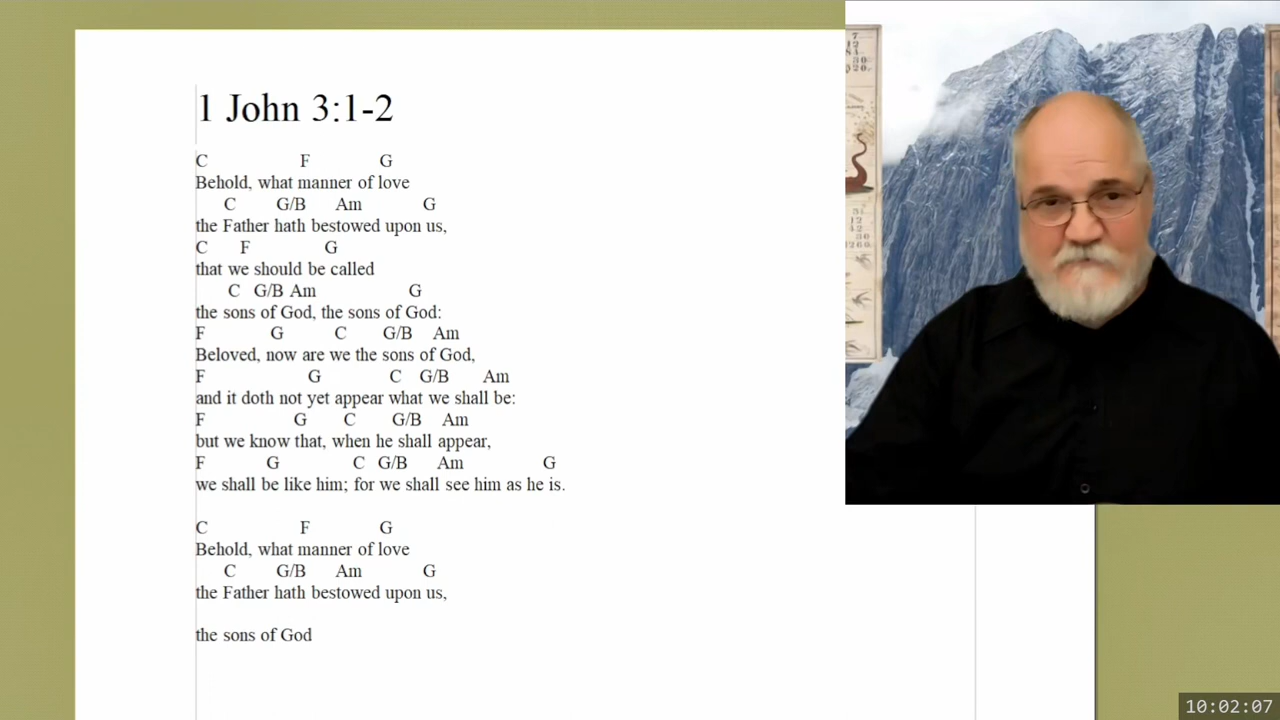 1 John 3:1-2
C F G
Behold, what manner of love
C G/B Am G
the Father hath bestowed upon us,
C F G
that we should be called
C G/B Am G
the sons of God, the sons of God:
F G C G/B Am
Beloved, now are we the sons of God,
F G C G/B Am
and it doth not yet appear what we shall be:
F G C G/B Am
but we know that, when he shall appear,
F G C G/B Am G
we shall be like him; for we shall see him as he is.
C F G
Behold, what manner of love
C G/B Am G
the Father hath bestowed upon us,
the sons of God
10:02:07